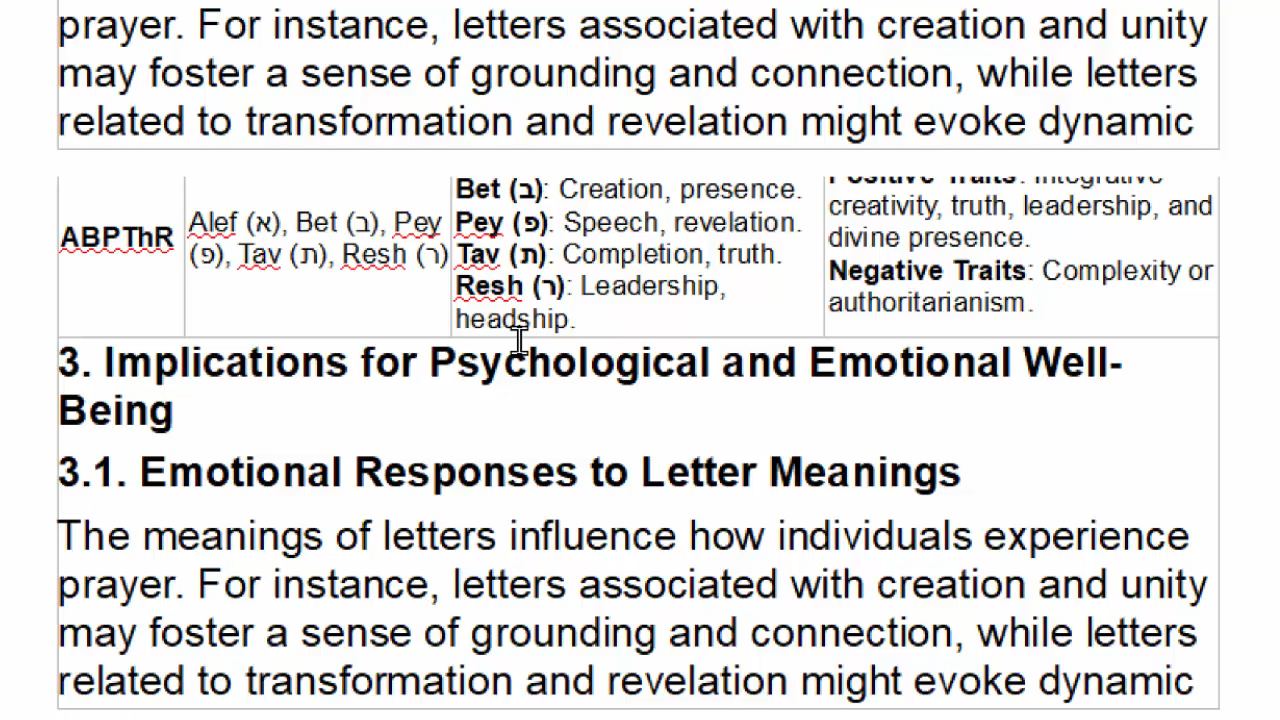 prayer. For instance, letters associated with creation and unity
may foster a sense of grounding and connection, while letters
related to transformation and revelation might evoke dynamic
ABPThR
Alef (א), Bet (ב), Pey
(פ), Tav (ת), Resh (ר)
Bet (ב): Creation, presence.
Pey (פ): Speech, revelation.
Tav (ת): Completion, truth.
Resh (ר): Leadership,
headship.
Positive Traits: Integrative
creativity, truth, leadership, and
divine presence.
Negative Traits: Complexity or
authoritarianism.
3. Implications for Psychological and Emotional Well-
Being
3.1. Emotional Responses to Letter Meanings
The meanings of letters influence how individuals experience
prayer. For instance, letters associated with creation and unity
may foster a sense of grounding and connection, while letters
related to transformation and revelation might evoke dynamic